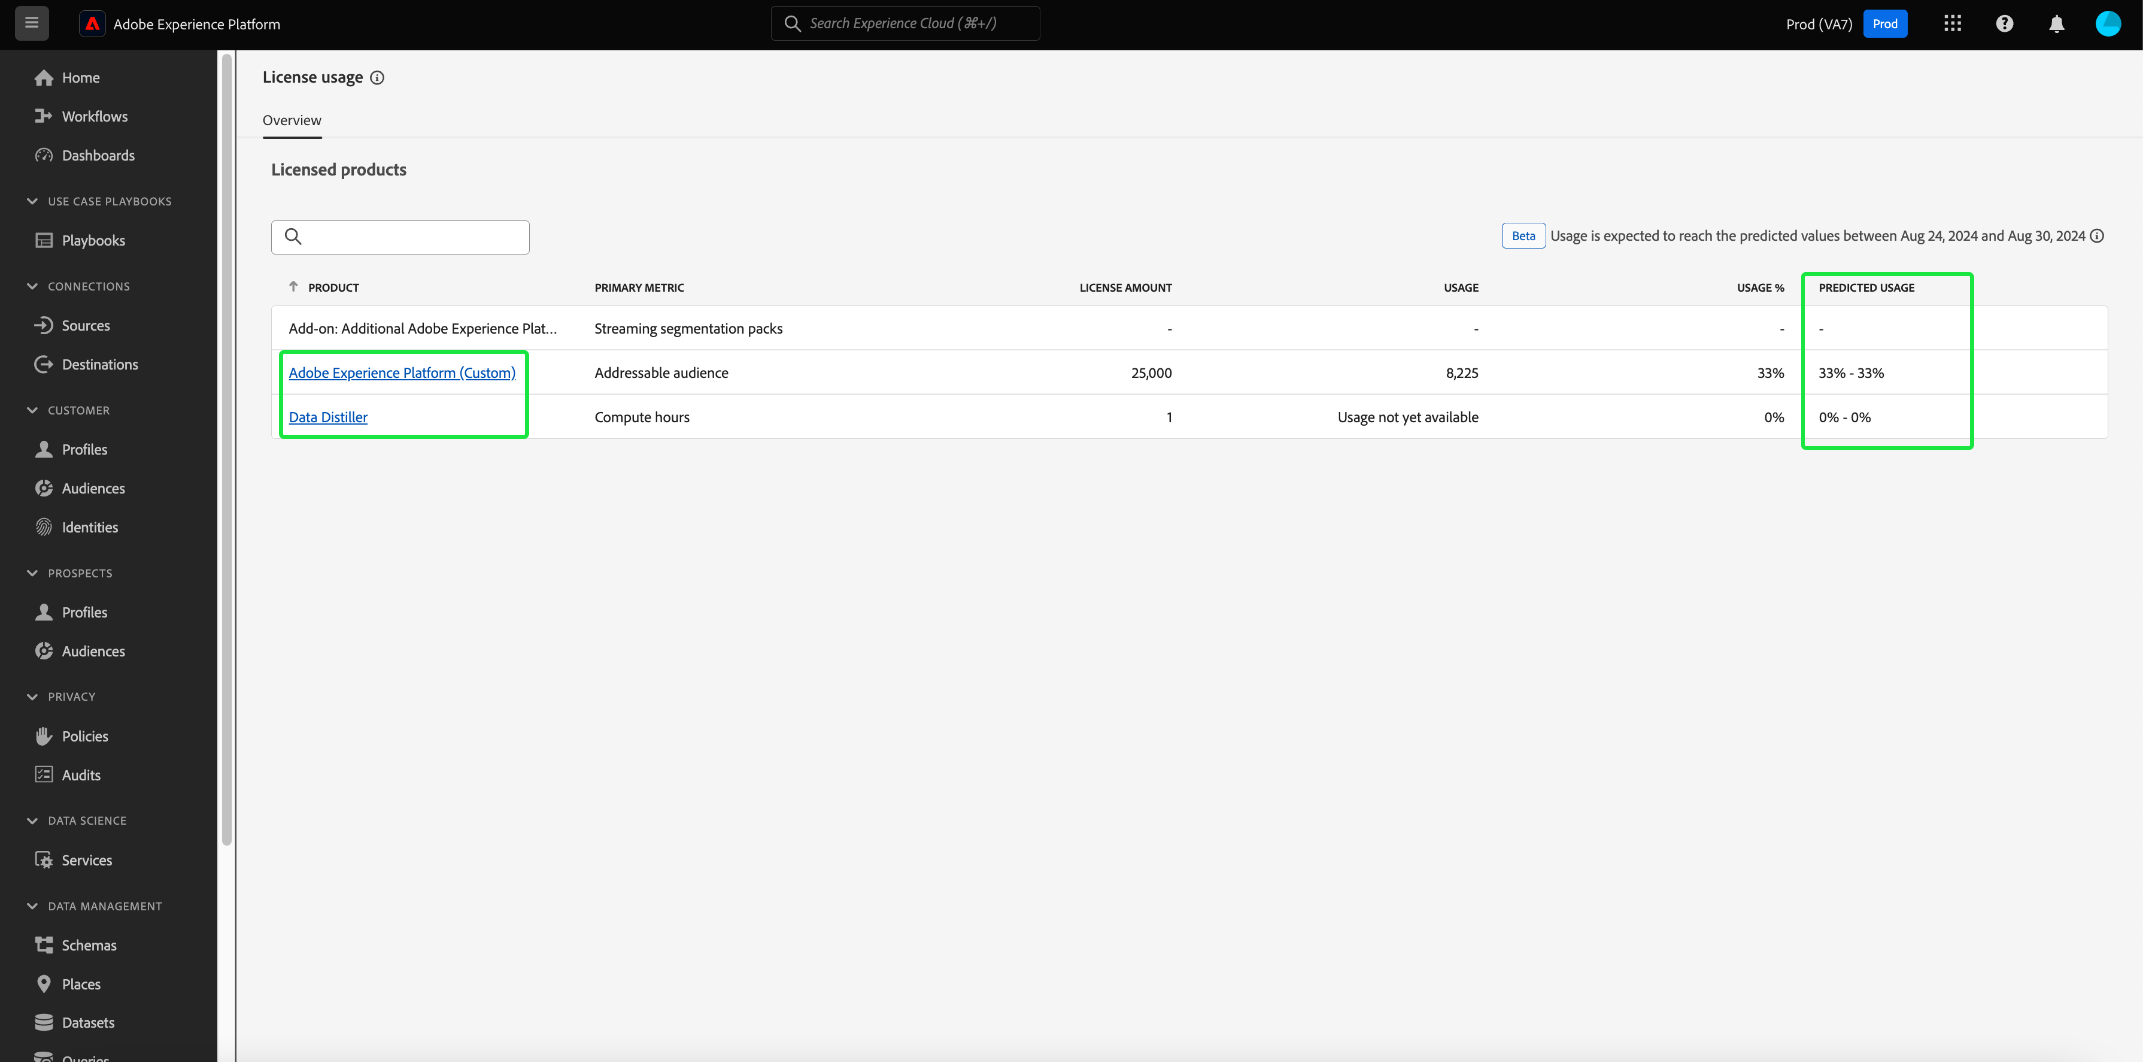 Adobe Experience Platform
Search Experience Cloud (⌘+/)
Prod (VA7)
Prod
Home
Workflows
Dashboards
USE CASE PLAYBOOKS
Playbooks
CONNECTIONS
Sources
Destinations
CUSTOMER
Profiles
Audiences
Identities
PROSPECTS
Profiles
Audiences
PRIVACY
Policies
Audits
DATA SCIENCE
Services
DATA MANAGEMENT
Schemas
Places
Datasets
Queries
License usage
Overview
Licensed products
Beta Usage is expected to reach the predicted values between Aug 24, 2024 and Aug 30, 2024
PRODUCT PRIMARY METRIC LICENSE AMOUNT USAGE USAGE % PREDICTED USAGE
Add-on: Additional Adobe Experience Plat... Streaming segmentation packs - - - -
Adobe Experience Platform (Custom) Addressable audience 25,000 8,225 33% 33% - 33%
Data Distiller Compute hours 1 Usage not yet available 0% 0% - 0%